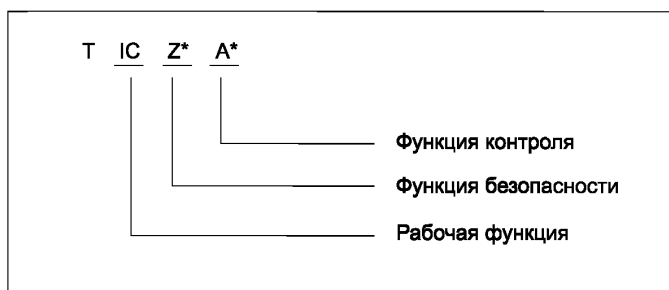 T IC Z* A*
Функция контроля
Функция безопасности
Рабочая функция